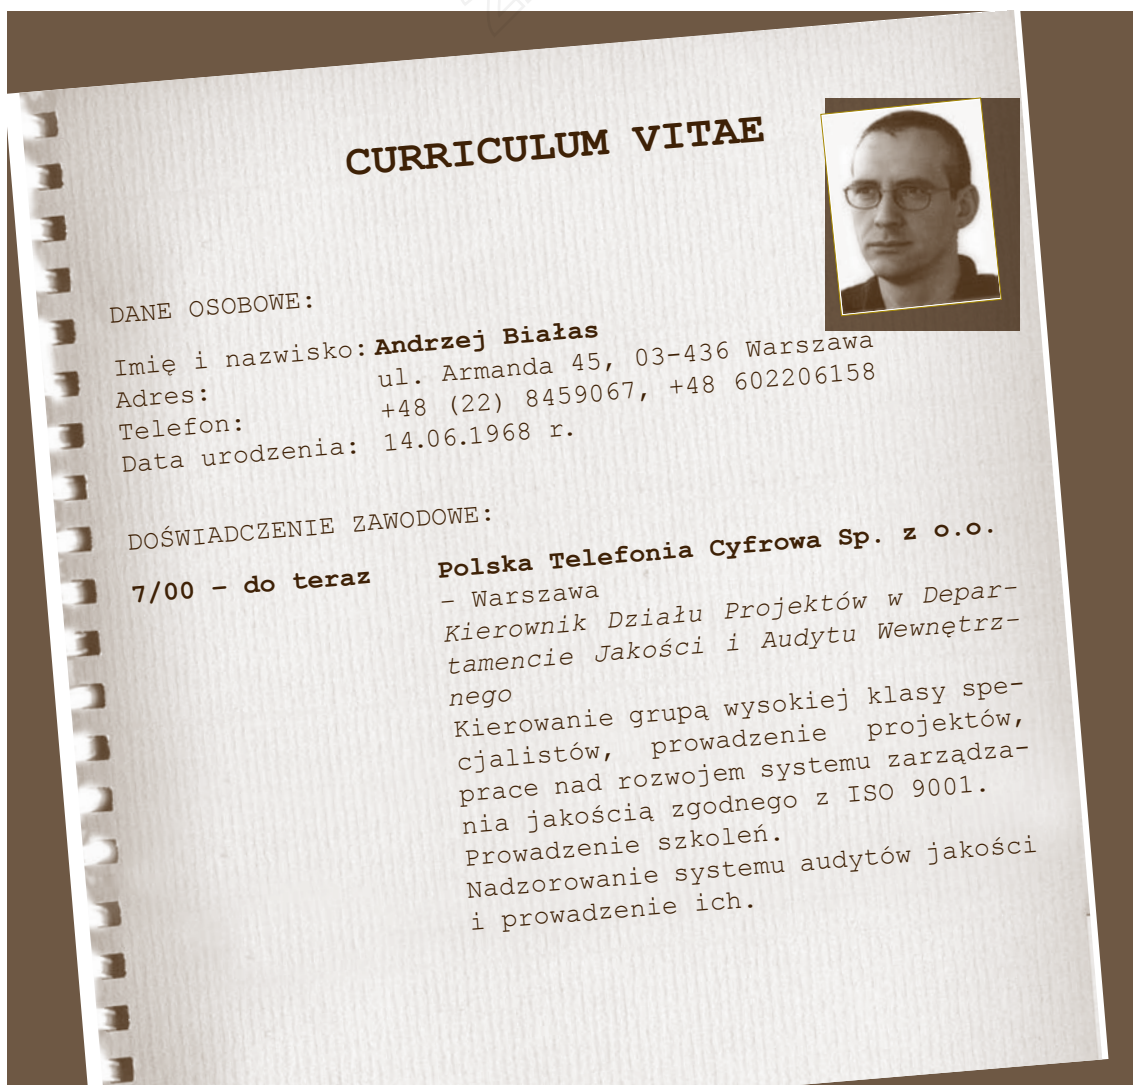 CURRICULUM VITAE
DANE OSOBOWE:
Imię i nazwisko: Andrzej Białas
Adres: ul. Armanda 45, 03-436 Warszawa
Telefon: +48 (22) 8459067, +48 602206158
Data urodzenia: 14.06.1968 r.
DOŚWIADCZENIE ZAWODOWE:
7/00 – do teraz Polska Telefonia Cyfrowa Sp. z o.o.
– Warszawa
Kierownik Działu Projektów w Depar-
tamencie Jakości i Audytu Wewnętrz-
nego
Kierowanie grupą wysokiej klasy spe-
cjalistów, prowadzenie projektów,
prace nad rozwojem systemu zarządza-
nia jakością zgodnego z ISO 9001.
Prowadzenie szkoleń.
Nadzorowanie systemu audytów jakości
i prowadzenie ich.